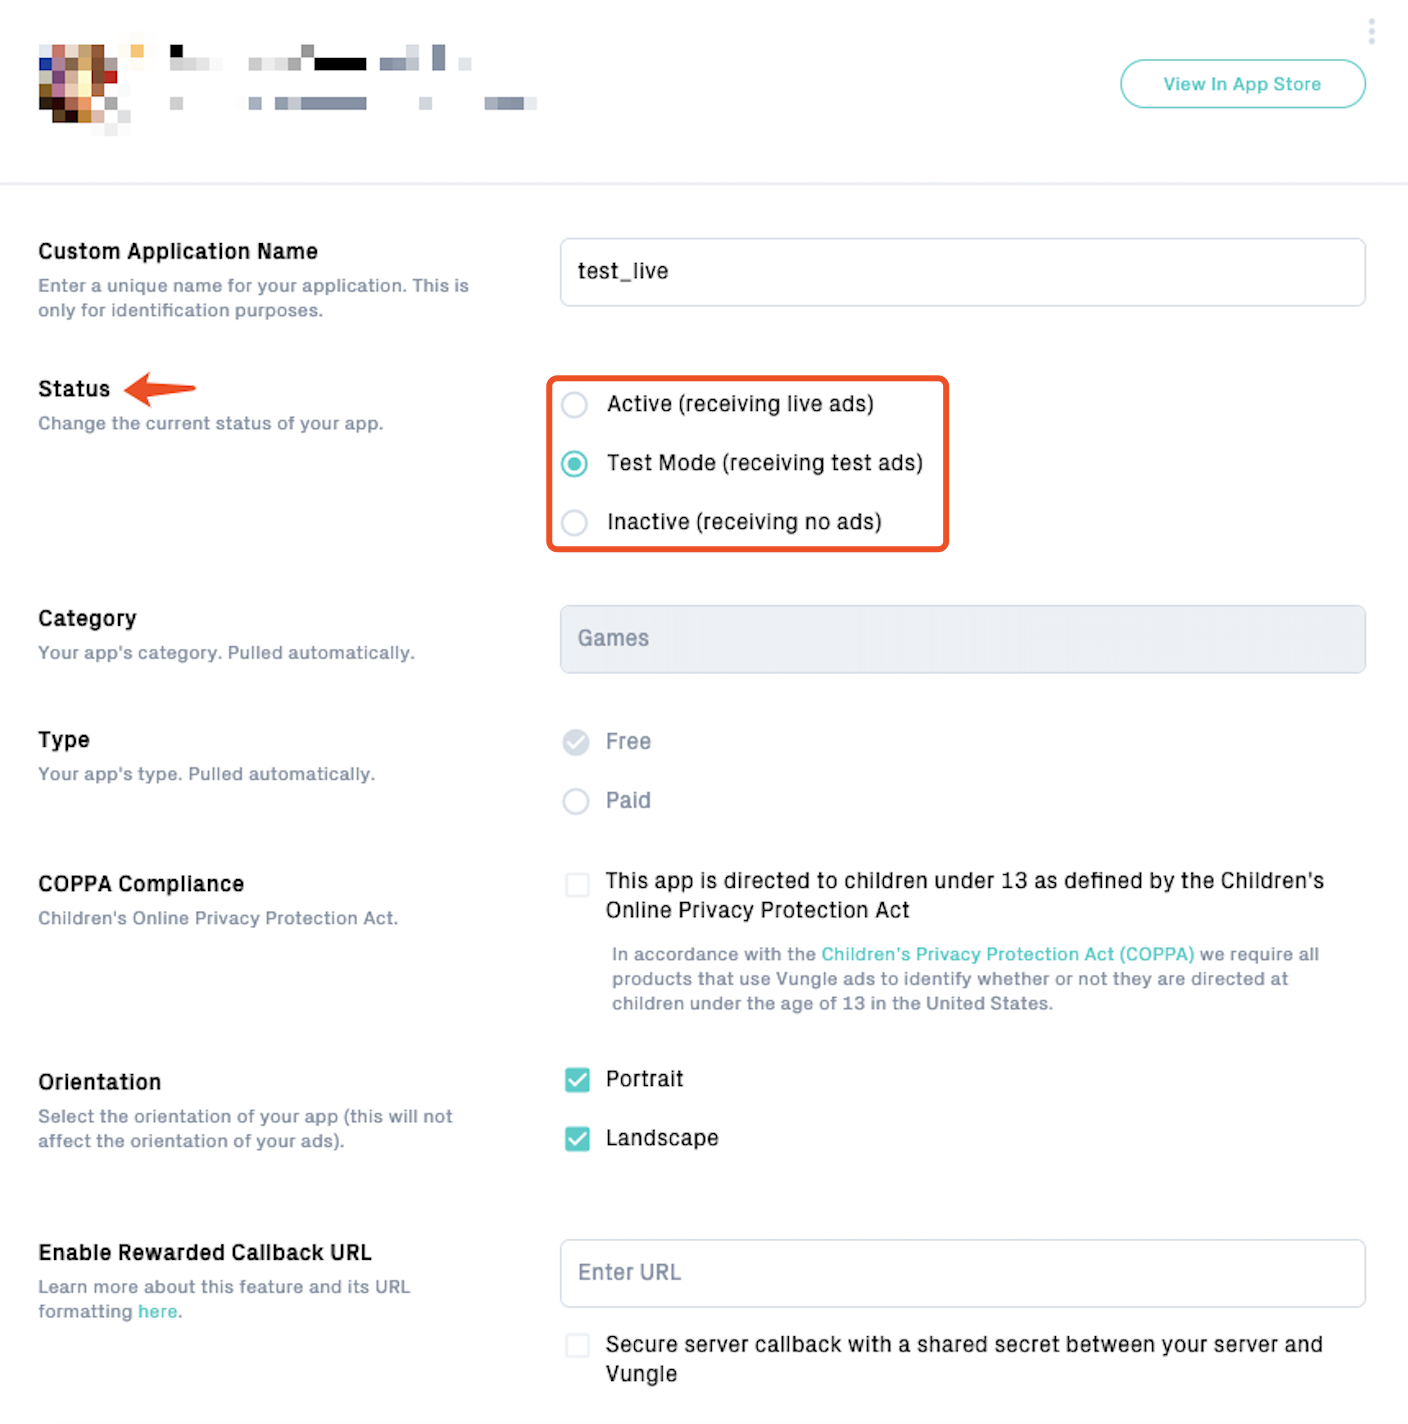 View In App Store
Custom Application Name
Enter a unique name for your application. This is
only for identification purposes.
test_live
Status
Change the current status of your app.
Active (receiving live ads)
Test Mode (receiving test ads)
Inactive (receiving no ads)
Category
Your app's category. Pulled automatically.
Games
Type
Your app's type. Pulled automatically.
Free
Paid
COPPA Compliance
Children's Online Privacy Protection Act.
This app is directed to children under 13 as defined by the Children's
Online Privacy Protection Act
In accordance with the Children's Privacy Protection Act (COPPA) we require all
products that use Vungle ads to identify whether or not they are directed at
children under the age of 13 in the United States.
Orientation
Select the orientation of your app (this will not
affect the orientation of your ads).
Portrait
Landscape
Enable Rewarded Callback URL
Learn more about this feature and its URL
formatting here.
Enter URL
Secure server callback with a shared secret between your server and
Vungle